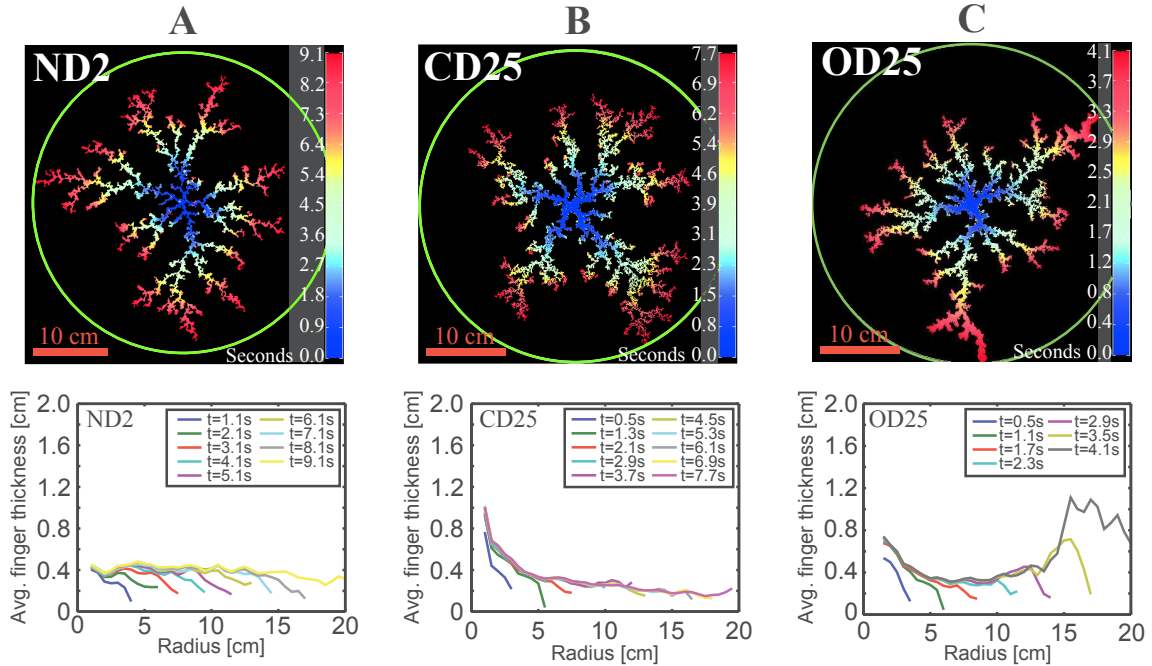 A
B
C
ND2
9.1
8.2
7.3
6.4
5.4
4.5
3.6
2.7
1.8
0.9
Seconds 0.0
10 cm
CD25
7.7
6.9
6.1
5.4
4.6
3.9
3.1
2.3
1.5
0.8
Seconds 0.0
10 cm
OD25
4.1
3.7
3.3
2.9
2.5
2.1
1.7
0.8
0.4
Seconds 0.0
10 cm
Avg. finger thickness [cm]
2.0
1.6
1.2
0.8
0.4
0
ND2
t=1.1s
t=2.1s
t=3.1s
t=4.1s
t=5.1s
t=6.1s
t=7.1s
t=8.1s
t=9.1s
0
5
10
15
20
Radius [cm]
Avg. finger thickness [cm]
2.0
1.6
1.2
0.8
0.4
0
CD25
t=0.5s
t=1.3s
t=2.1s
t=2.9s
t=3.7s
t=4.5s
t=5.3s
t=6.1s
t=6.9s
t=7.7s
0
5
10
15
20
Radius [cm]
Avg. finger thickness [cm]
2.0
1.6
1.2
0.8
0.4
0
OD25
t=0.5s
t=1.1s
t=1.7s
t=2.3s
t=2.9s
t=3.5s
t=4.1s
0
5
10
15
20
Radius [cm]